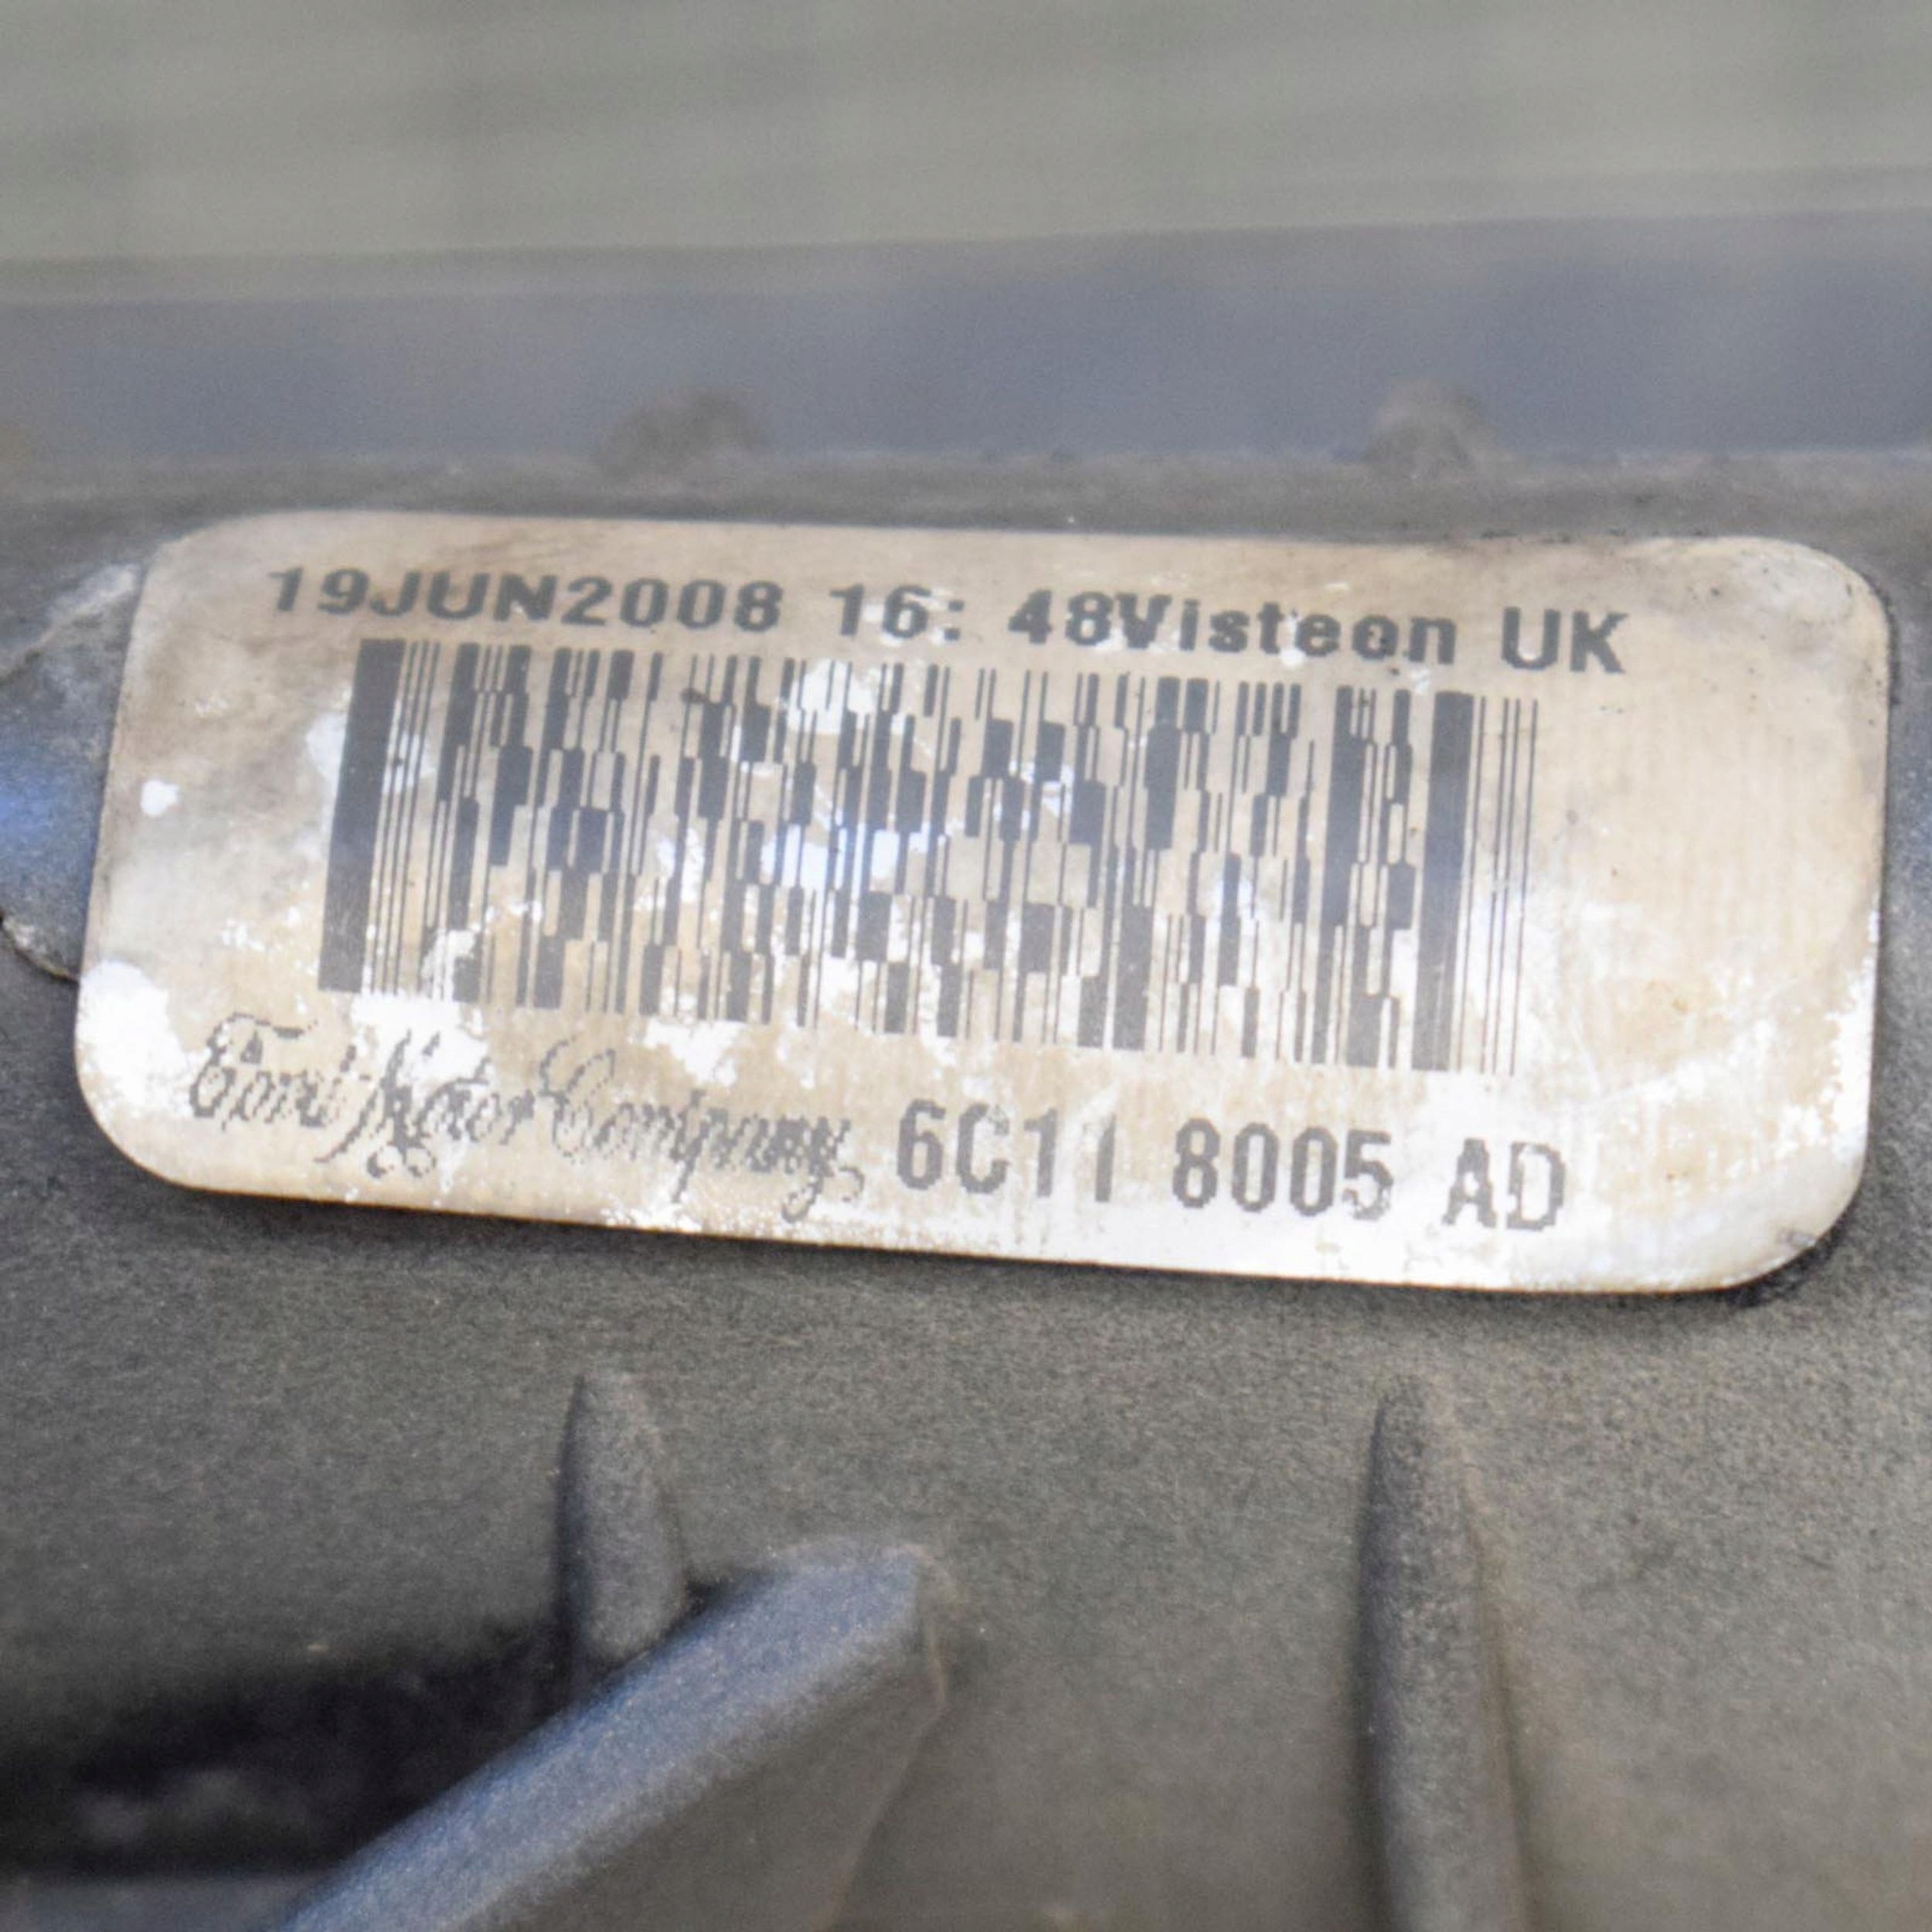 19JUN2008 16: 48Visteon UK
Ford Motor Company 6C11 8005 AD